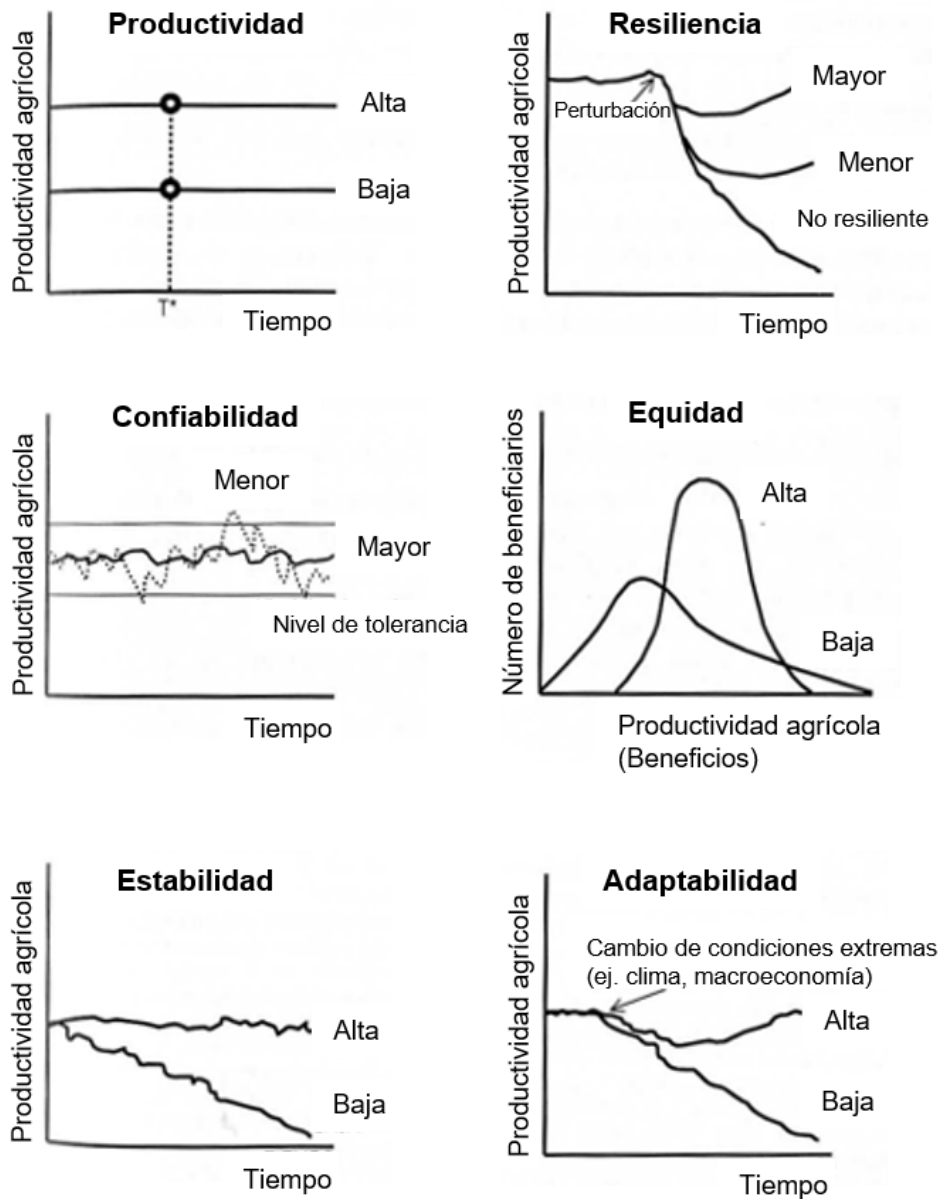 Productividad
Productividad agrícola
Alta
Baja
T*
Tiempo
Resiliencia
Productividad agrícola
Perturbación
Mayor
Menor
No resiliente
Tiempo
Confiabilidad
Productividad agrícola
Menor
Mayor
Nivel de tolerancia
Tiempo
Equidad
Número de beneficiarios
Alta
Baja
Productividad agrícola
(Beneficios)
Estabilidad
Productividad agrícola
Alta
Baja
Tiempo
Adaptabilidad
Productividad agrícola
Cambio de condiciones extremas
(ej. clima, macroeconomía)
Alta
Baja
Tiempo